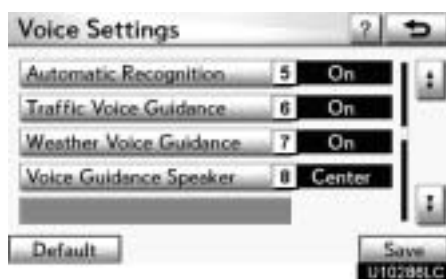 Voice Settings ?
Automatic Recognition 5 On
Traffic Voice Guidance 6 On
Weather Voice Guidance 7 On
Voice Guidance Speaker 8 Center
Default Save
U10286LC